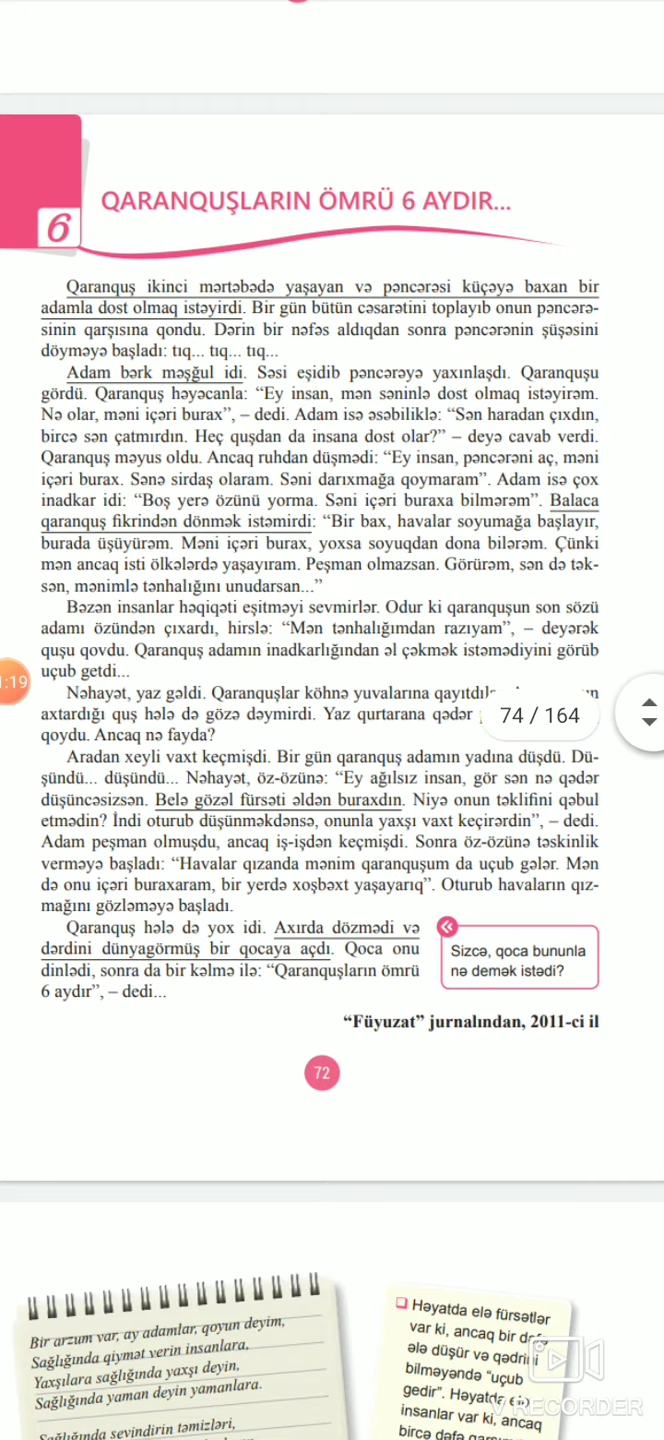 6
QARANQUŞLARIN ÖMRÜ 6 AYDIR...
Qaranquş ikinci mərtəbədə yaşayan və pəncərəsi küçəyə baxan bir
adamla dost olmaq istəyirdi. Bir gün bütün cəsarətini toplayıb onun pəncərə-
sinin qarşısına qondu. Dərin bir nəfəs aldıqdan sonra pəncərənin şüşəsini
döyməyə başladı: tıq... tıq... tıq...
Adam bərk məşğul idi. Səsi eşidib pəncərəyə yaxınlaşdı. Qaranquşu
gördü. Qaranquş həyəcanla: “Ey insan, mən səninlə dost olmaq istəyirəm.
Nə olar, məni içəri burax”, – dedi. Adam isə əsəbiliklə: “Sən haradan çıxdın,
bircə sən çatmırdın. Heç quşdan da insana dost olar?” – deyə cavab verdi.
Qaranquş məyus oldu. Ancaq ruhdan düşmədi: “Ey insan, pəncərəni aç, məni
içəri burax. Sənə sirdaş olaram. Səni darıxmağa qoymaram”. Adam isə çox
inadkar idi: “Boş yerə özünü yorma. Səni içəri buraxa bilmərəm”. Balaca
qaranquş fikrindən dönmək istəmirdi: “Bir bax, havalar soyumağa başlayır,
burada üşüyürəm. Məni içəri burax, yoxsa soyuqdan dona bilərəm. Çünki
mən ancaq isti ölkələrdə yaşayıram. Peşman olmazsan. Görürəm, sən də tək-
sən, mənimlə tənhalığını unudarsan...”
Bəzən insanlar həqiqəti eşitməyi sevmirlər. Odur ki qaranquşun son sözü
adamı özündən çıxardı, hirslə: “Mən tənhalığımdan razıyam”, – deyərək
quşu qovdu. Qaranquş adamın inadkarlığından əl çəkmək istəmədiyini görüb
uçub getdi...
1:19
Nəhayət, yaz gəldi. Qaranquşlar köhnə yuvalarına
axtardığı quş hələ də gözə dəymirdi. Yaz qurtarana qədər
74 / 164
qoydu. Ancaq nə fayda?
Aradan xeyli vaxt keçmişdi. Bir gün qaranquş adamın yadına düşdü. Dü-
şündü... düşündü... Nəhayət, öz-özünə: “Ey ağılsız insan, gör sən nə qədər
düşüncəsizsən. Belə gözəl fürsəti əldən buraxdın. Niyə onun təklifini qəbul
etmədin? İndi oturub düşünməkdənsə, onunla yaxşı vaxt keçirərdin”, – dedi.
Adam peşman olmuşdu, ancaq iş-işdən keçmişdi. Sonra öz-özünə təskinlik
verməyə başladı: “Havalar qızanda mənim qaranquşum da uçub gələr. Mən
də onu içəri buraxaram, bir yerdə xoşbəxt yaşayarıq”. Oturub havaların qız-
mağını gözləməyə başladı.
Qaranquş hələ də yox idi. Axırda dözmədi və
dərdini dünyagörmüş bir qocaya açdı. Qoca onu
dinlədi, sonra da bir kəlmə ilə: “Qaranquşların ömrü
6 aydır”, – dedi...
Sizcə, qoca bununla
nə demək istədi?
“Füyuzat” jurnalından, 2011-ci il
72
Bir arzum var, ay adamlar, qoyun deyim,
Sağlığında qiymət verin insanlara,
Yaxşılara sağlığında yaxşı deyin,
Sağlığında yaman deyin yamanlara.
Sağlığında sevindirin təmizləri,
Həyatda elə fürsətlər
var ki, ancaq bir dəfə
ələ düşür və qədrini
bilməyəndə “uçub
gedir”. Həyatda elə
insanlar var ki, ancaq
bircə dəfə
V RECORDER